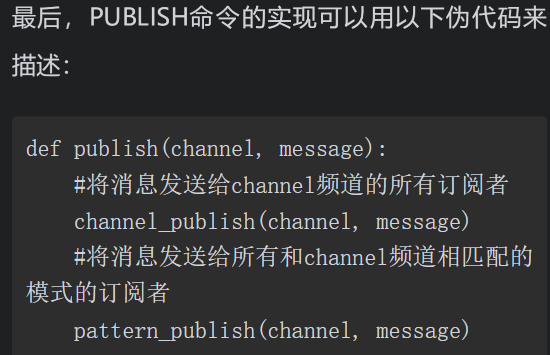 最后，PUBLISH命令的实现可以用以下伪代码来
描述：
def publish(channel, message):
    #将消息发送给channel频道的所有订阅者
    channel_publish(channel, message)
    #将消息发送给所有和channel频道相匹配的
模式的订阅者
    pattern_publish(channel, message)